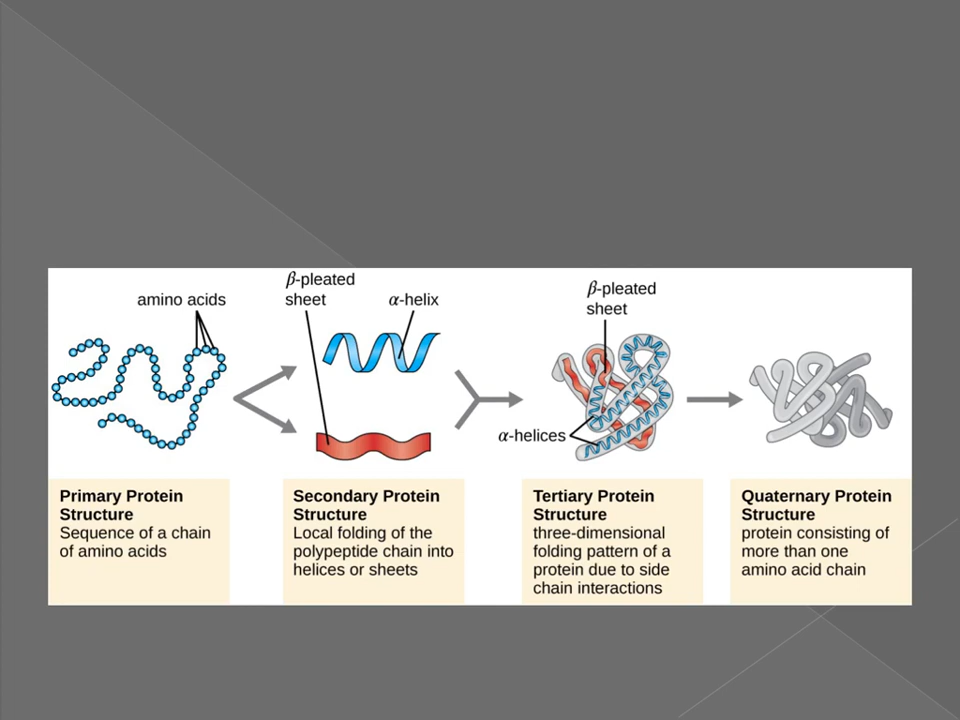 amino acids
β-pleated
sheet
α-helix
β-pleated
sheet
α-helices
Primary Protein
Structure
Sequence of a chain
of amino acids
Secondary Protein
Structure
Local folding of the
polypeptide chain into
helices or sheets
Tertiary Protein
Structure
three-dimensional
folding pattern of a
protein due to side
chain interactions
Quaternary Protein
Structure
protein consisting of
more than one
amino acid chain